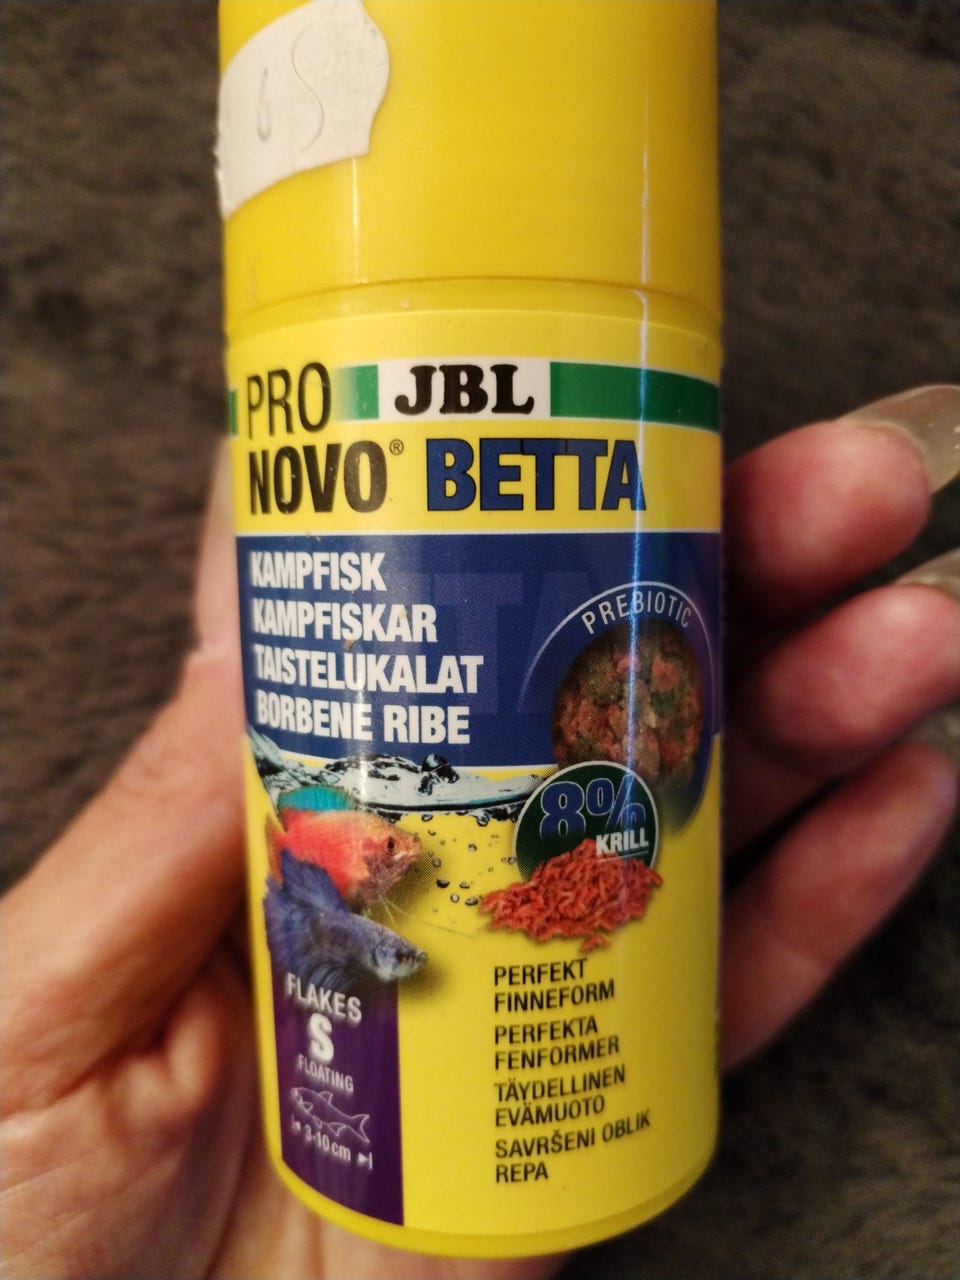 6
PRO JBL
NOVO® BETTA
KAMPFISK
KAMPFISKAR
TAISTELUKALAT
BORBENE RIBE
PREBIOTIC
8%
KRILL
FLAKES
S
FLOATING
3-10 cm
PERFEKT
FINNEFORM
PERFEKTA
FENFORMER
TÄYDELLINEN
EVÄMUOTO
SAVRŠENI OBLIK
REPA